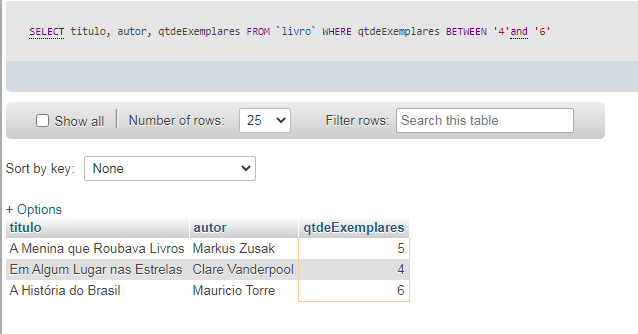 SELECT titulo, autor, qtdeExemplares FROM `livro` WHERE qtdeExemplares BETWEEN '4'and '6'
Show all Number of rows: 25 Filter rows: Search this table
Sort by key: None
+ Options
titulo autor qtdeExemplares
A Menina que Roubava Livros Markus Zusak 5
Em Algum Lugar nas Estrelas Clare Vanderpool 4
A História do Brasil Mauricio Torre 6